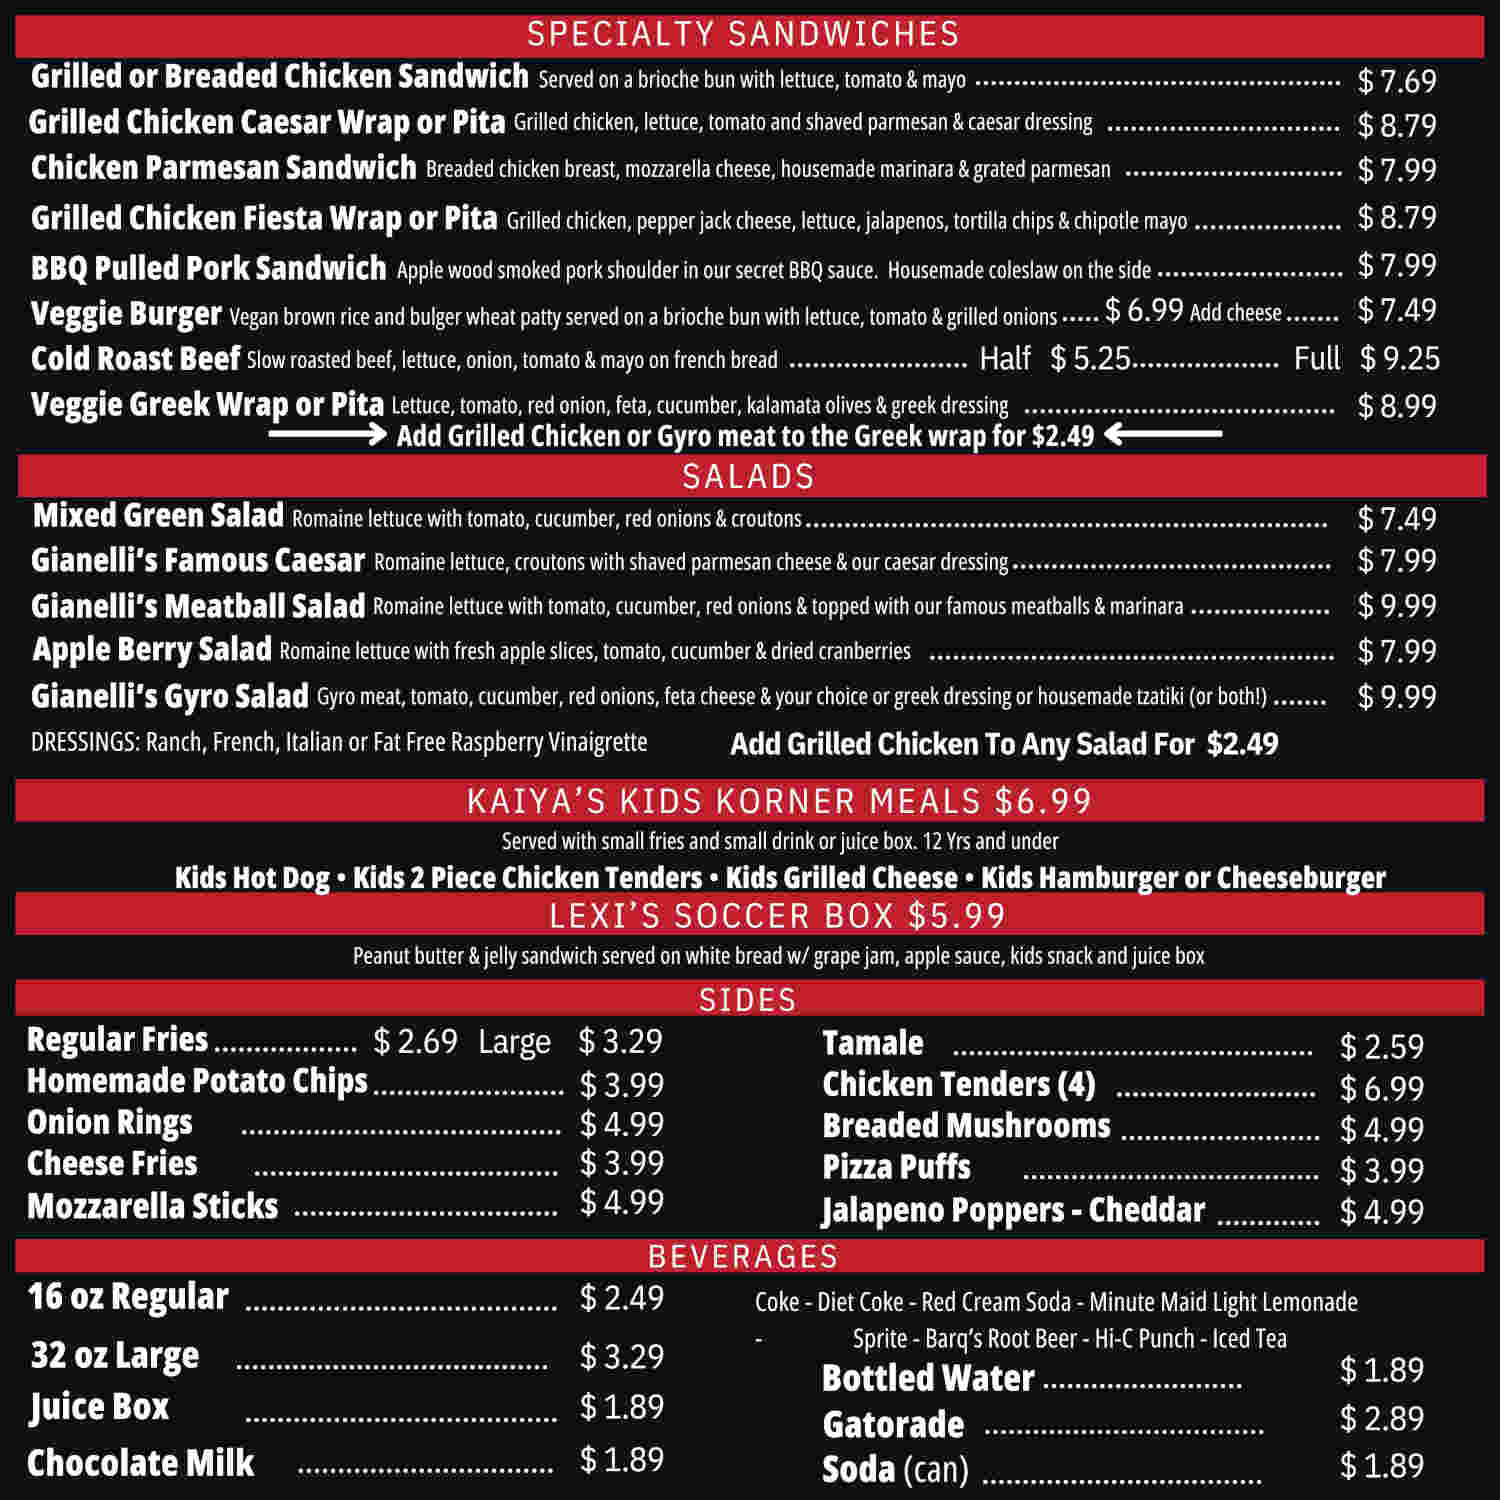 SPECIALTY SANDWICHES
Grilled or Breaded Chicken Sandwich Served on a brioche bun with lettuce, tomato & mayo .............................................. $ 7.69
Grilled Chicken Caesar Wrap or Pita Grilled chicken, lettuce, tomato and shaved parmesan & caesar dressing .............................. $ 8.79
Chicken Parmesan Sandwich Breaded chicken breast, mozzarella cheese, housemade marinara & grated parmesan ............................ $ 7.99
Grilled Chicken Fiesta Wrap or Pita Grilled chicken, pepper jack cheese, lettuce, jalapenos, tortilla chips & chipotle mayo ................... $ 8.79
BBQ Pulled Pork Sandwich Apple wood smoked pork shoulder in our secret BBQ sauce. Housemade coleslaw on the side ........................ $ 7.99
Veggie Burger Vegan brown rice and bulger wheat patty served on a brioche bun with lettuce, tomato & grilled onions ..... $ 6.99 Add cheese ....... $ 7.49
Cold Roast Beef Slow roasted beef, lettuce, onion, tomato & mayo on french bread ....................... Half $ 5.25................... Full $ 9.25
Veggie Greek Wrap or Pita Lettuce, tomato, red onion, feta, cucumber, kalamata olives & greek dressing ........................................ $ 8.99
Add Grilled Chicken or Gyro meat to the Greek wrap for $2.49
SALADS
Mixed Green Salad Romaine lettuce with tomato, cucumber, red onions & croutons .................................................................. $ 7.49
Gianelli's Famous Caesar Romaine lettuce, croutons with shaved parmesan cheese & our caesar dressing ......................................... $ 7.99
Gianelli's Meatball Salad Romaine lettuce with tomato, cucumber, red onions & topped with our famous meatballs & marinara .................. $ 9.99
Apple Berry Salad Romaine lettuce with fresh apple slices, tomato, cucumber & dried cranberries .................................................... $ 7.99
Gianelli's Gyro Salad Gyro meat, tomato, cucumber, red onions, feta cheese & your choice or greek dressing or housemade tzatiki (or both!) ....... $ 9.99
DRESSINGS: Ranch, French, Italian or Fat Free Raspberry Vinaigrette Add Grilled Chicken To Any Salad For $2.49
KAIYA'S KIDS KORNER MEALS $6.99
Served with small fries and small drink or juice box. 12 Yrs and under
Kids Hot Dog • Kids 2 Piece Chicken Tenders • Kids Grilled Cheese • Kids Hamburger or Cheeseburger
LEXI'S SOCCER BOX $5.99
Peanut butter & jelly sandwich served on white bread w/ grape jam, apple sauce, kids snack and juice box
SIDES
Regular Fries .................. $ 2.69 Large $ 3.29
Homemade Potato Chips ........................ $ 3.99
Onion Rings ......................................... $ 4.99
Cheese Fries ....................................... $ 3.99
Mozzarella Sticks .................................. $ 4.99
Tamale .............................................. $ 2.59
Chicken Tenders (4) .......................... $ 6.99
Breaded Mushrooms ......................... $ 4.99
Pizza Puffs ...................................... $ 3.99
Jalapeno Poppers - Cheddar ............. $ 4.99
BEVERAGES
16 oz Regular ........................................ $ 2.49
32 oz Large ........................................ $ 3.29
Juice Box ........................................ $ 1.89
Chocolate Milk ................................. $ 1.89
Coke - Diet Coke - Red Cream Soda - Minute Maid Light Lemonade
- Sprite - Barq's Root Beer - Hi-C Punch - Iced Tea
Bottled Water ......................... $ 1.89
Gatorade .................................... $ 2.89
Soda (can) .................................... $ 1.89